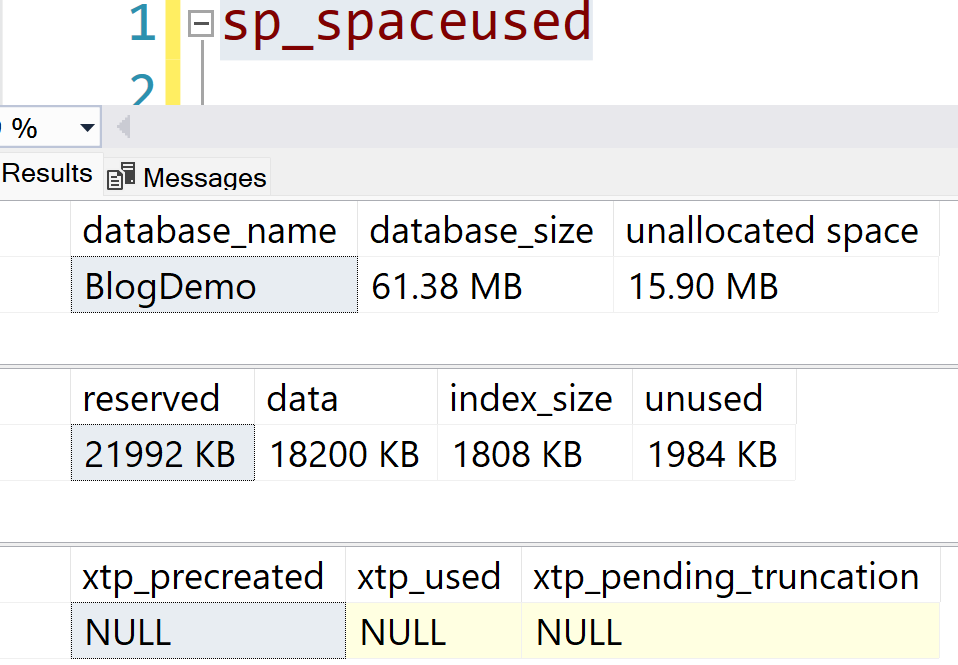 1 sp_spaceused
2
%
Results Messages
database_name database_size unallocated space
BlogDemo 61.38 MB 15.90 MB
reserved data index_size unused
21992 KB 18200 KB 1808 KB 1984 KB
xtp_precreated xtp_used xtp_pending_truncation
NULL NULL NULL